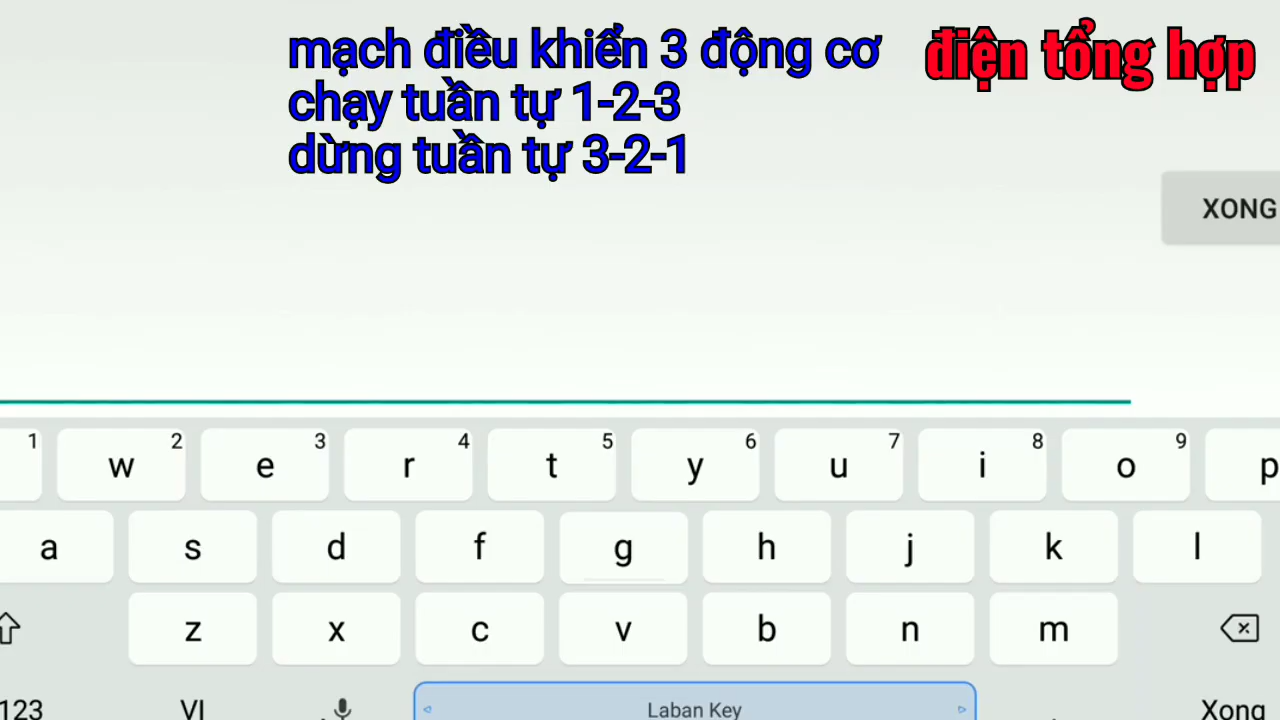 mạch điều khiển 3 động cơ
chạy tuần tự 1-2-3
dừng tuần tự 3-2-1
điện tổng hợp
XONG
1 w 2 e 3 r 4 t 5 y 6 u 7 i 8 o 9 p
a s d f g h j k l
z x c v b n m
123 VI , Laban Key . Xong